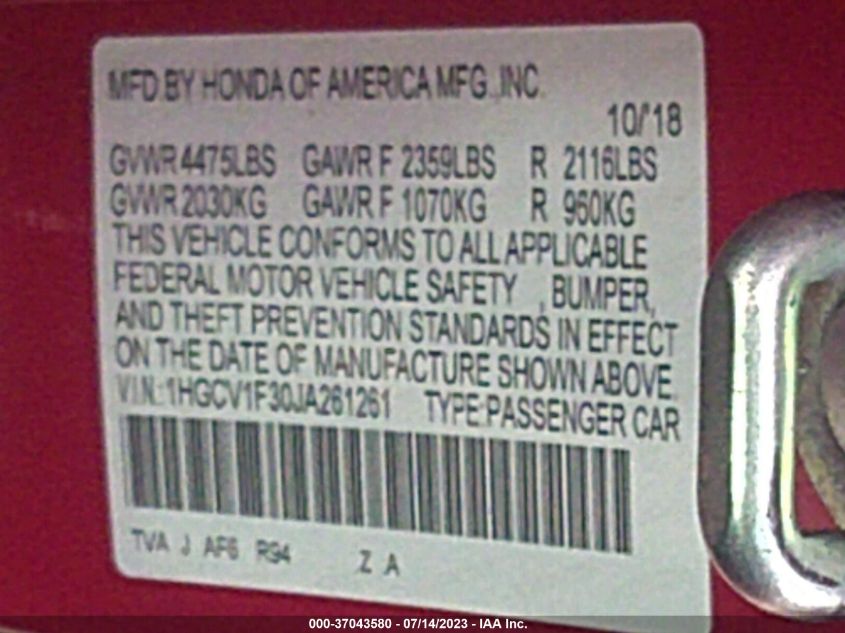 MFD.BY HONDA OF AMERICA MFG.,INC.
10/'18
GVWR 4475LBS GAWR F 2359LBS R 2116LBS
GVWR 2030KG GAWR F 1070KG R 960KG
THIS VEHICLE CONFORMS TO ALL APPLICABLE
FEDERAL MOTOR VEHICLE SAFETY , BUMPER,
AND THEFT PREVENTION STANDARDS IN EFFECT
ON THE DATE OF MANUFACTURE SHOWN ABOVE.
V.I.N.:1HGCV1F30JA261261 TYPE:PASSENGER CAR
TVA J AF6 R94 Z A
000-37043580 - 07/14/2023 - IAA Inc.